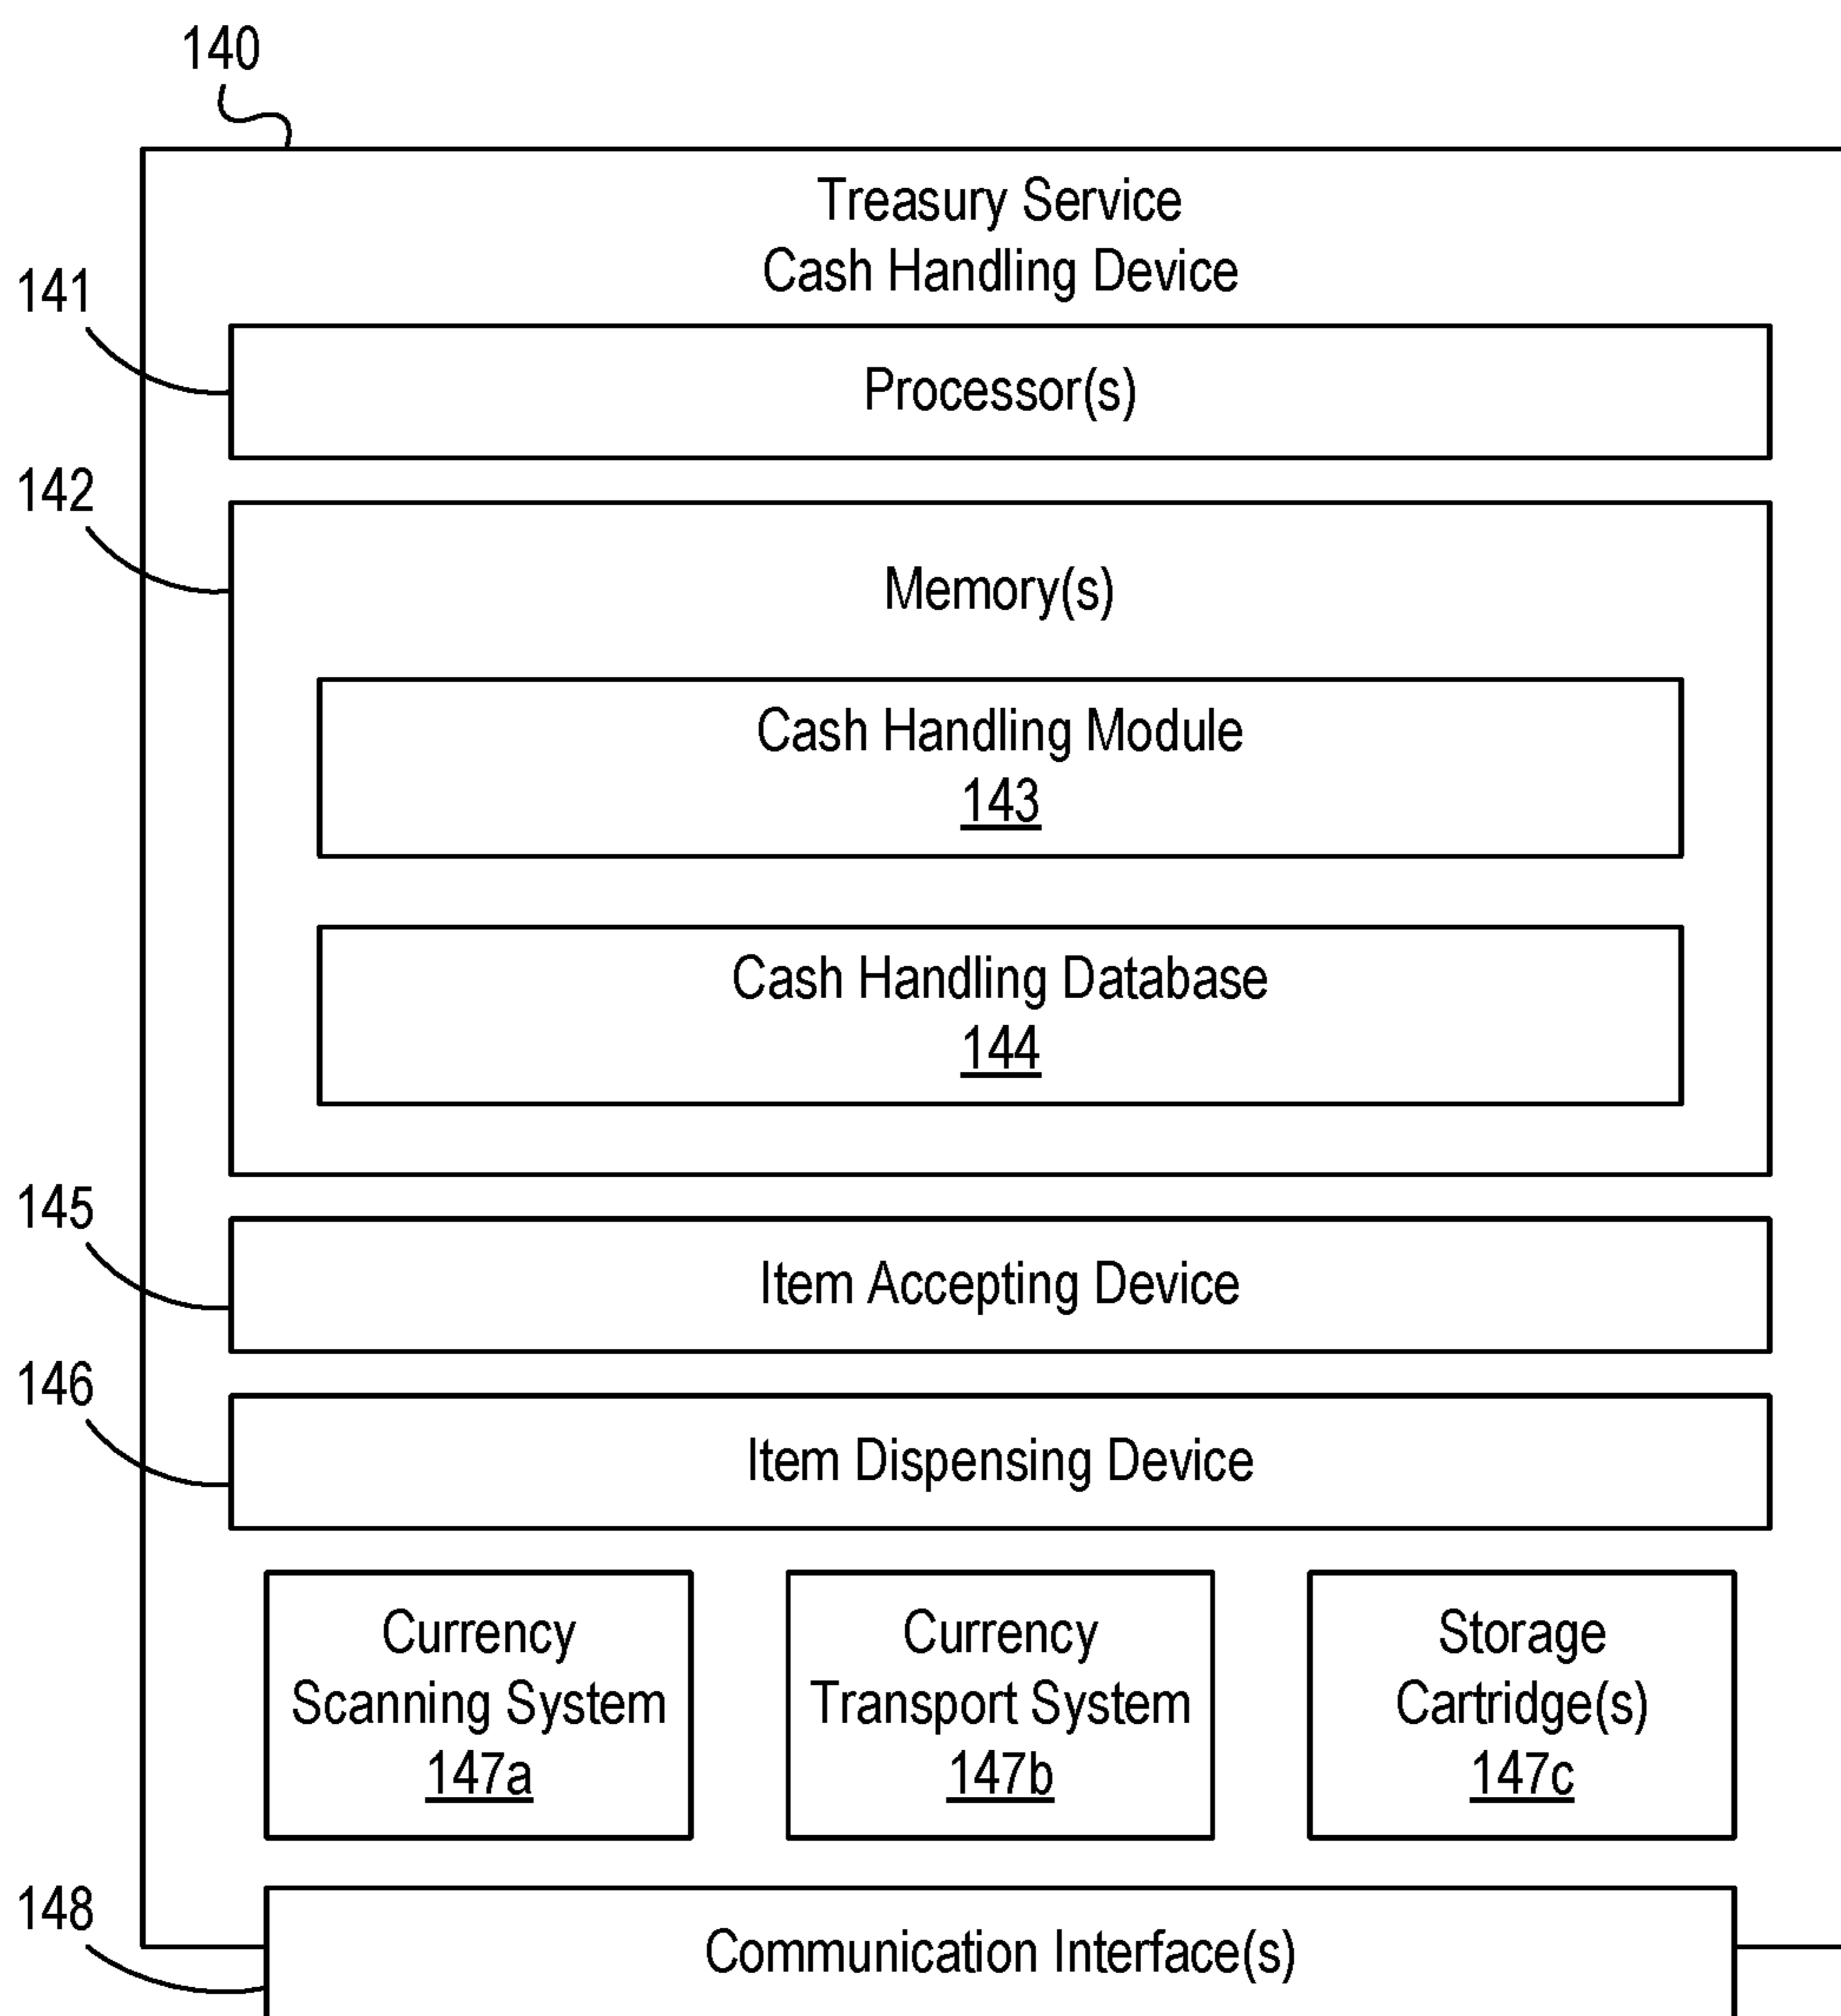 140
Treasury Service
Cash Handling Device
141
Processor(s)
142
Memory(s)
Cash Handling Module
143
Cash Handling Database
144
145
Item Accepting Device
146
Item Dispensing Device
Currency
Scanning System
147a
Currency
Transport System
147b
Storage
Cartridge(s)
147c
148
Communication Interface(s)